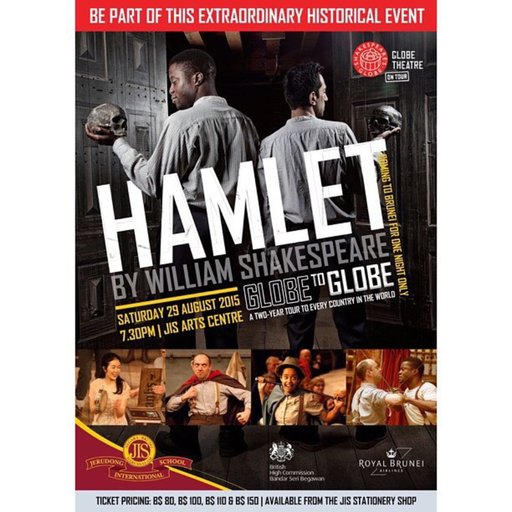 BE PART OF THIS EXTRAORDINARY HISTORICAL EVENT
SHAKESPEARE'S
GLOBE
GLOBE
THEATRE
ON TOUR
HAMLET
COMING TO BRUNEI FOR ONE NIGHT ONLY
BY WILLIAM SHAKESPEARE
SATURDAY 29 AUGUST 2015
7.30PM | JIS ARTS CENTRE
GLOBE TO GLOBE
A TWO-YEAR TOUR TO EVERY COUNTRY IN THE WORLD
JIS
JERUDONG
SCHOOL
INTERNATIONAL
British
High Commission
Bandar Seri Begawan
ROYAL BRUNEI
AIRLINES
TICKET PRICING: B$ 80, B$ 100, B$ 110 & B$ 150 | AVAILABLE FROM THE JIS STATIONERY SHOP